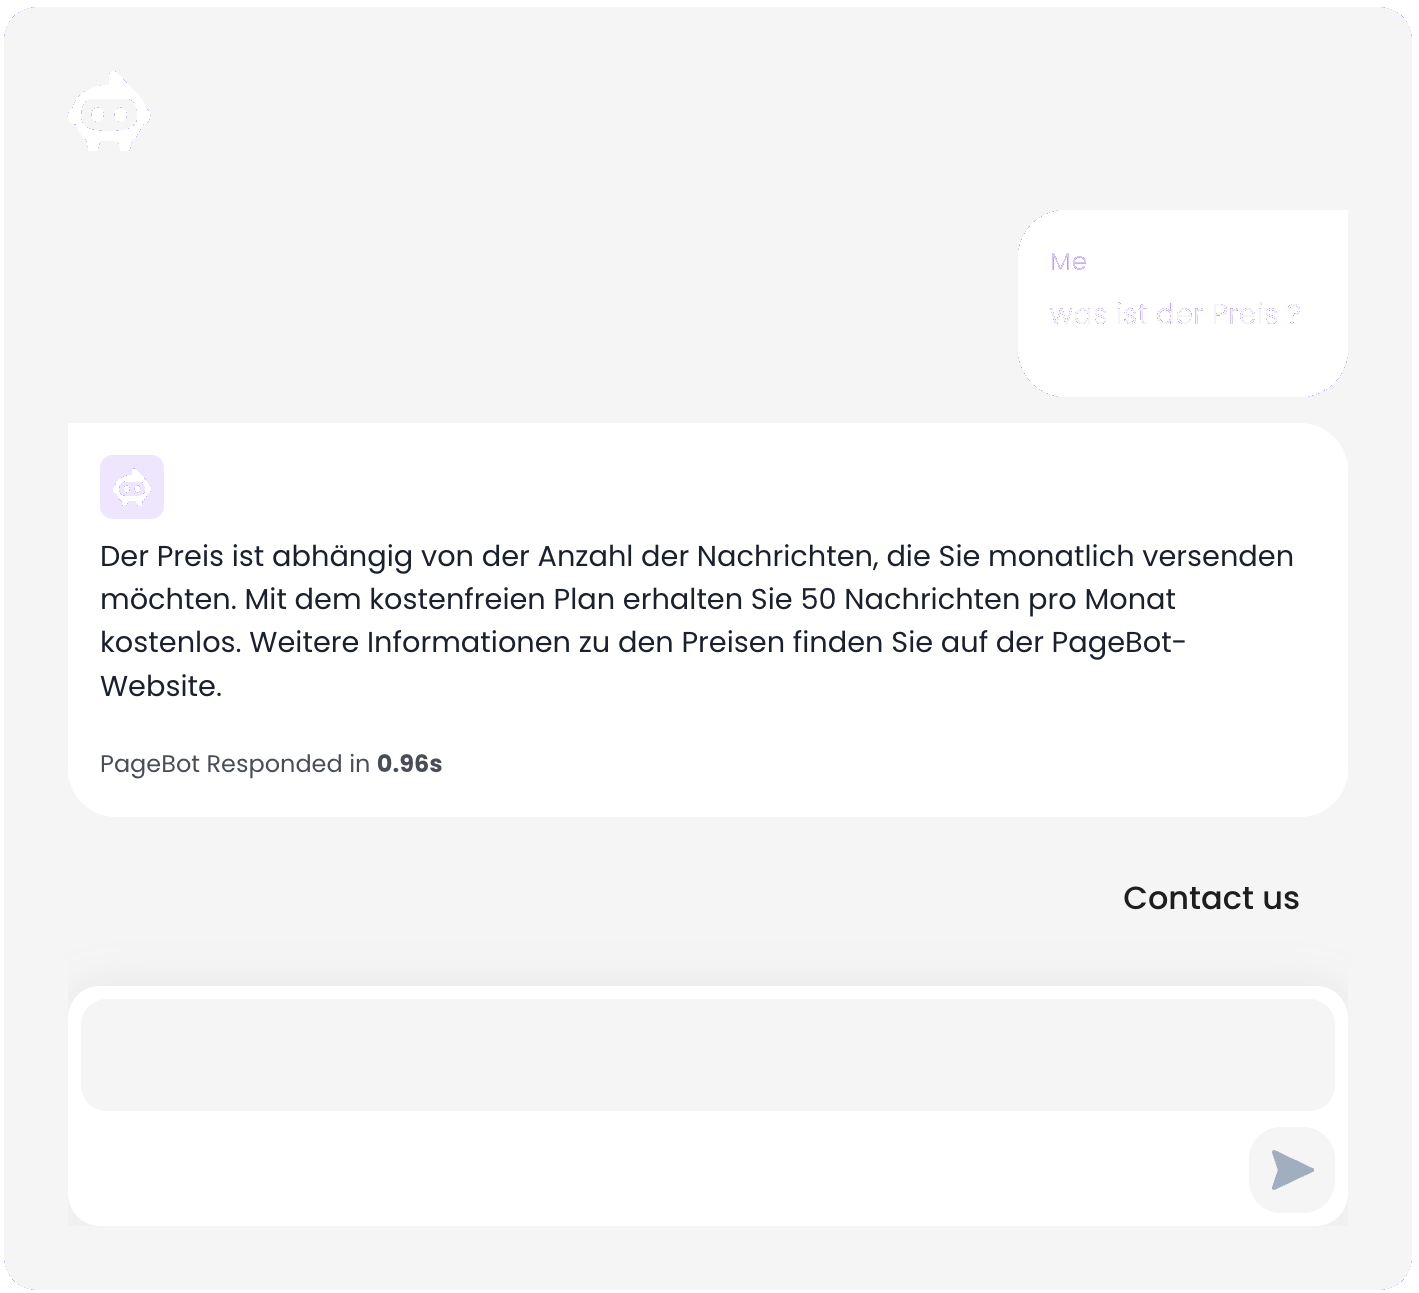 Me
was ist der Preis ?
Der Preis ist abhängig von der Anzahl der Nachrichten, die Sie monatlich versenden
möchten. Mit dem kostenfreien Plan erhalten Sie 50 Nachrichten pro Monat
kostenlos. Weitere Informationen zu den Preisen finden Sie auf der PageBot-
Website.
PageBot Responded in 0.96s
Contact us